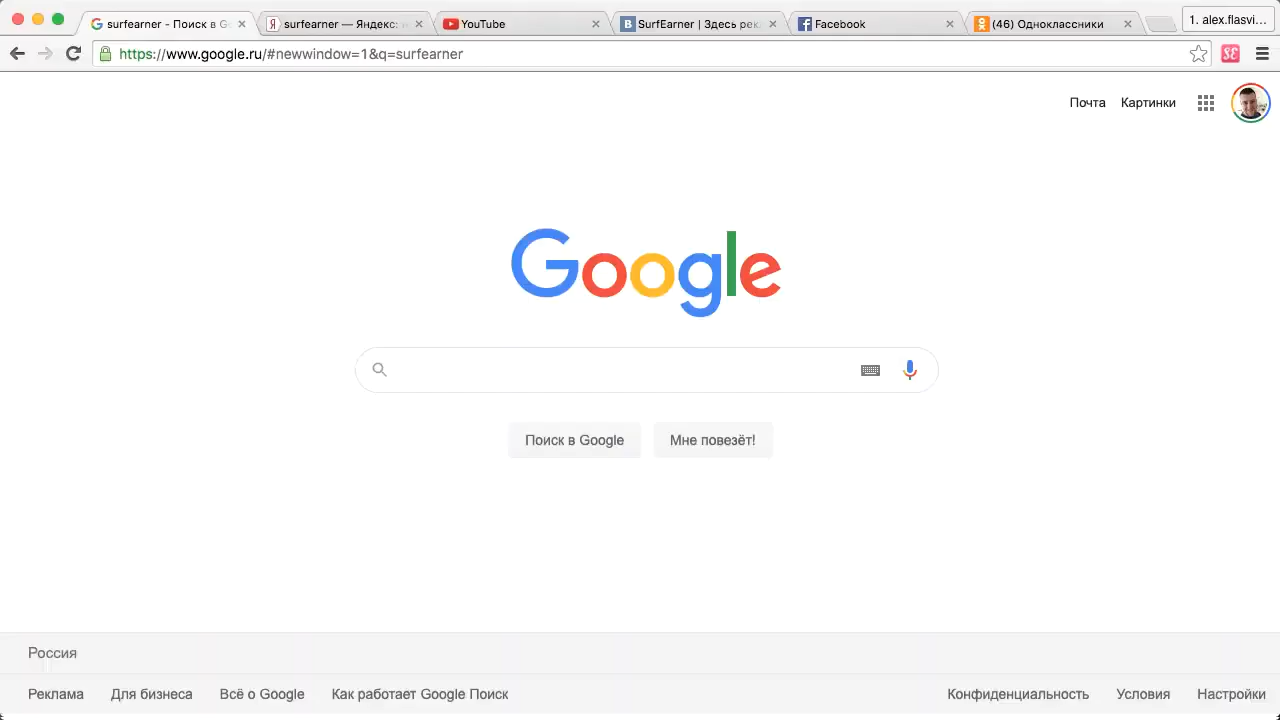 surfearner - Поиск в G
surfearner — Яндекс: н
YouTube
SurfEarner | Здесь рек
Facebook
(46) Одноклассники
1. alex.flasvi...
https://www.google.ru/#newwindow=1&q=surfearner
Почта Картинки
Google
Поиск в Google Мне повезёт!
Россия
Реклама Для бизнеса Всё о Google Как работает Google Поиск Конфиденциальность Условия Настройки